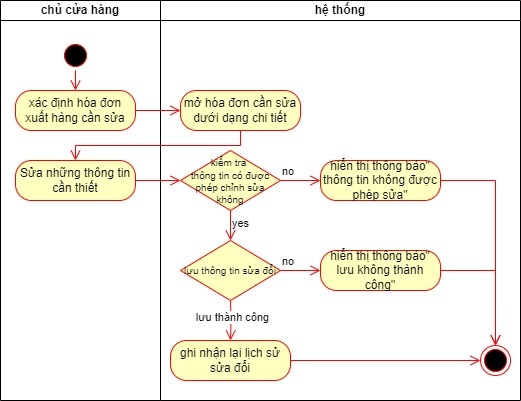 chủ cửa hàng
hệ thống
xác định hóa đơn
xuất hàng cần sửa
mở hóa đơn cần sửa
dưới dạng chi tiết
Sửa những thông tin
cần thiết
kiểm tra
thông tin có được
phép chỉnh sửa
không
no
hiển thị thông báo"
thông tin không được
phép sửa"
yes
lưu thông tin sửa đổi
no
hiển thị thông báo"
lưu không thành
công"
lưu thành công
ghi nhận lại lịch sử
sửa đổi